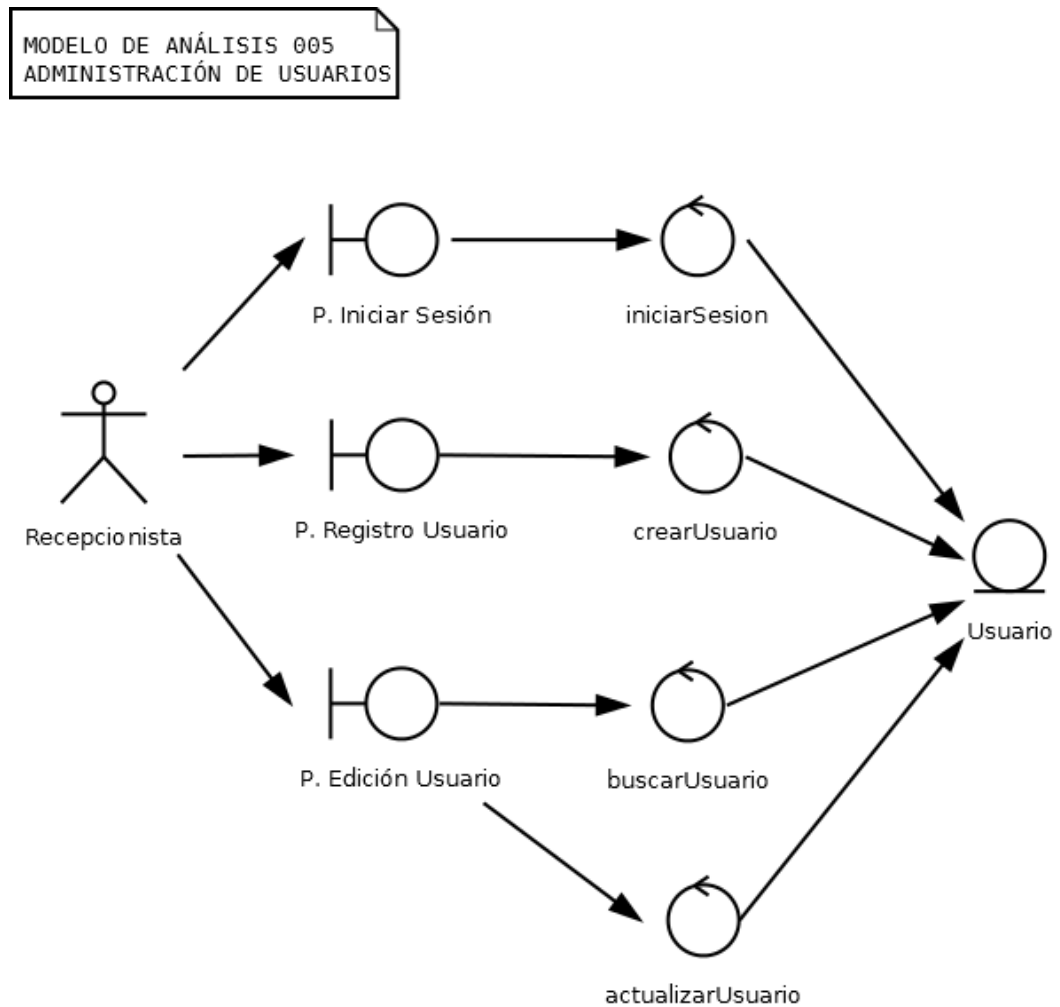 MODELO DE ANÁLISIS 005
ADMINISTRACIÓN DE USUARIOS
P. Iniciar Sesión
iniciarSesion
Recepcionista
P. Registro Usuario
crearUsuario
Usuario
P. Edición Usuario
buscarUsuario
actualizarUsuario